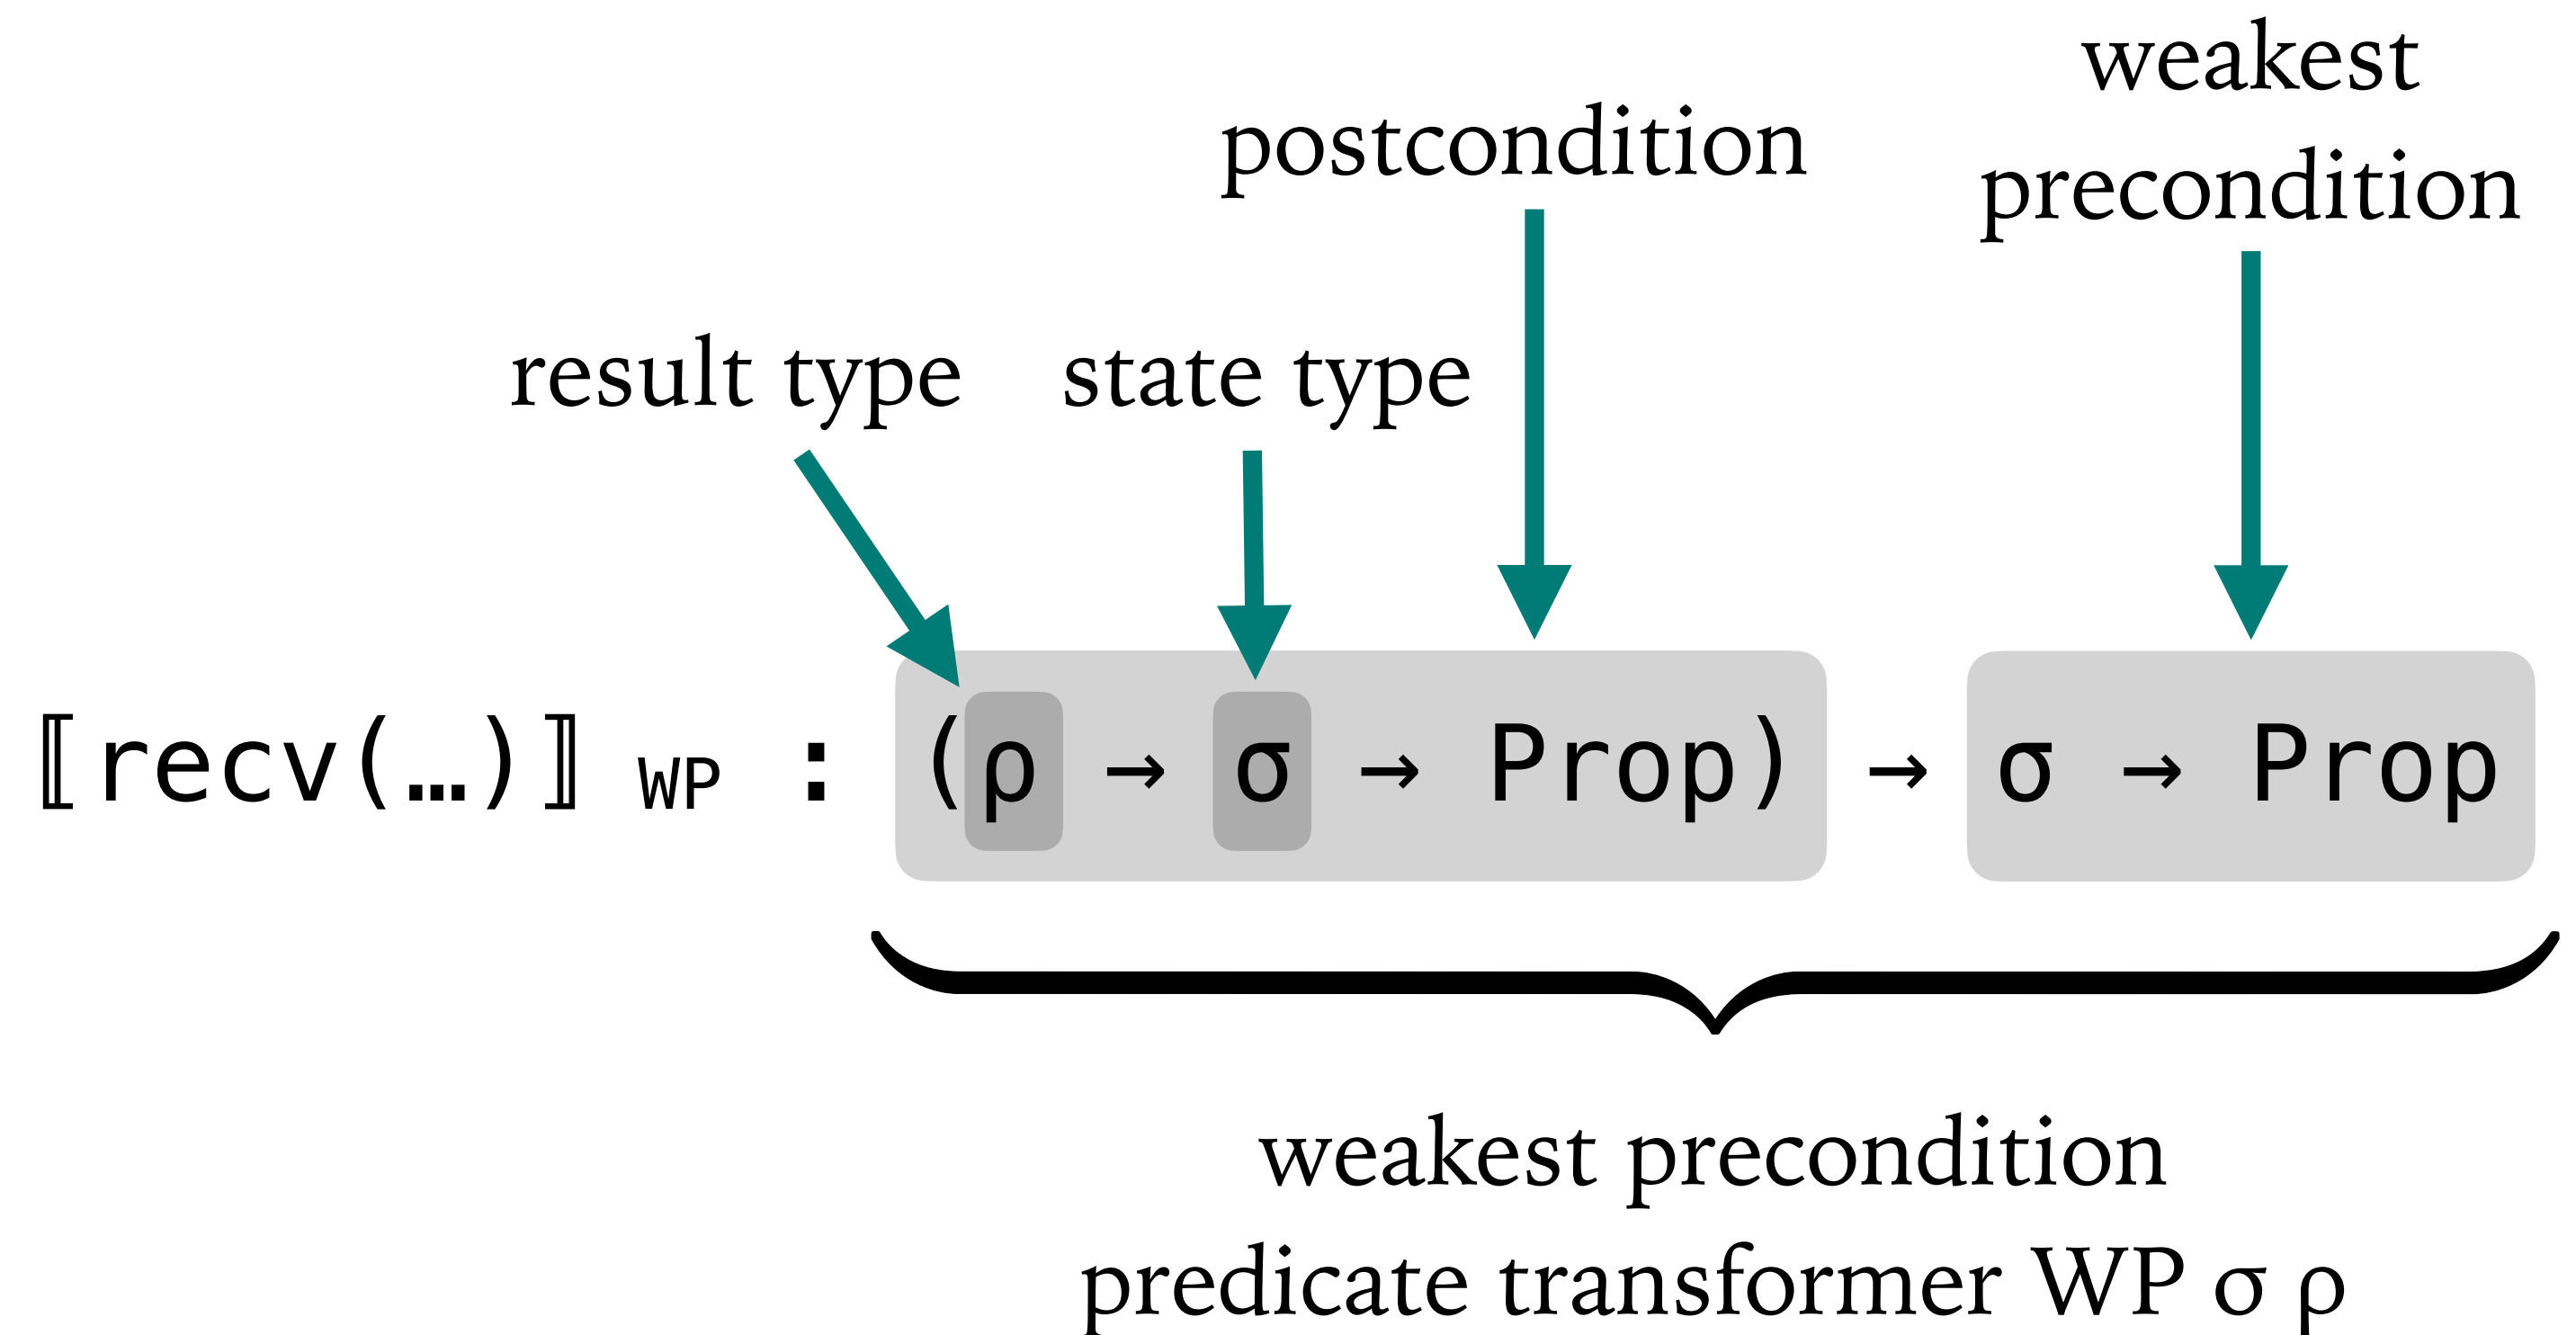 weakest
precondition
postcondition
result type
state type
⟦recv(…)⟧ WP : (ρ → σ → Prop) → σ → Prop
weakest precondition
predicate transformer WP σ ρ